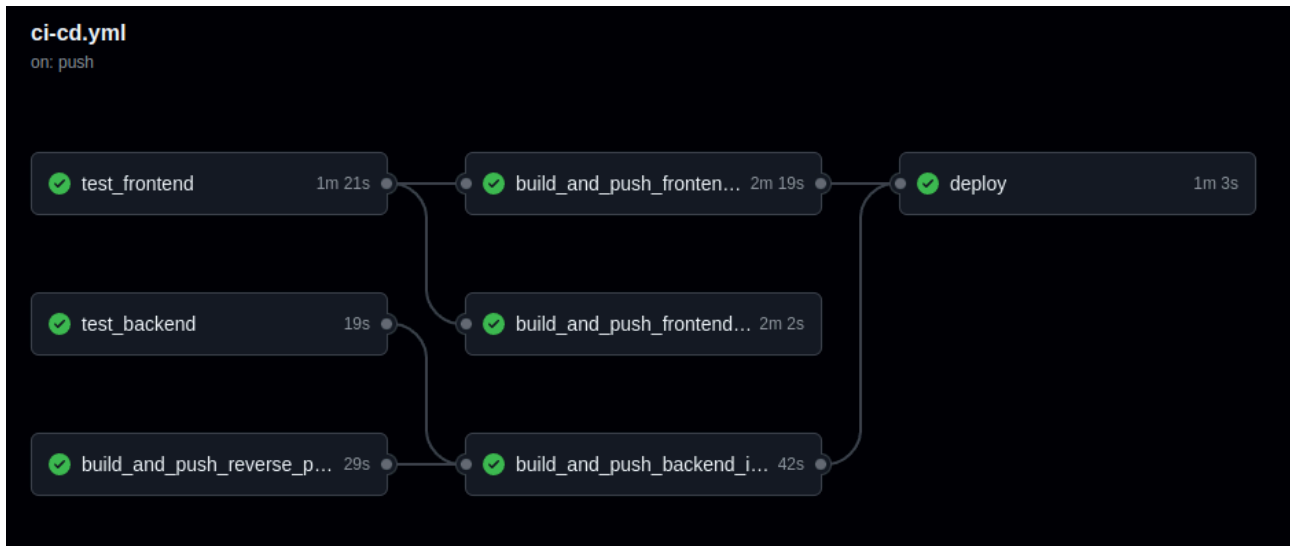 ci-cd.yml
on: push
test_frontend 1m 21s
build_and_push_fronten... 2m 19s
deploy 1m 3s
test_backend 19s
build_and_push_frontend... 2m 2s
build_and_push_reverse_p... 29s
build_and_push_backend_i... 42s